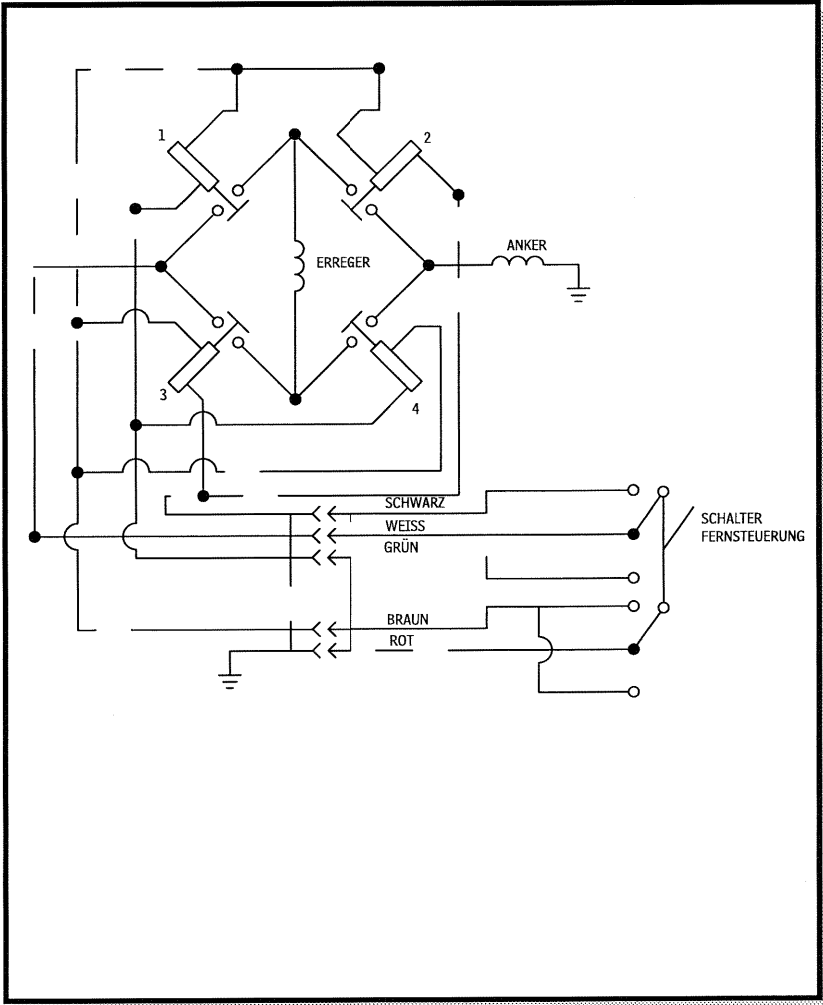 1
2
ANKER
ERREGER
3
4
SCHWARZ
WEISS
GRÜN
SCHALTER
FERNSTEUERUNG
BRAUN
ROT